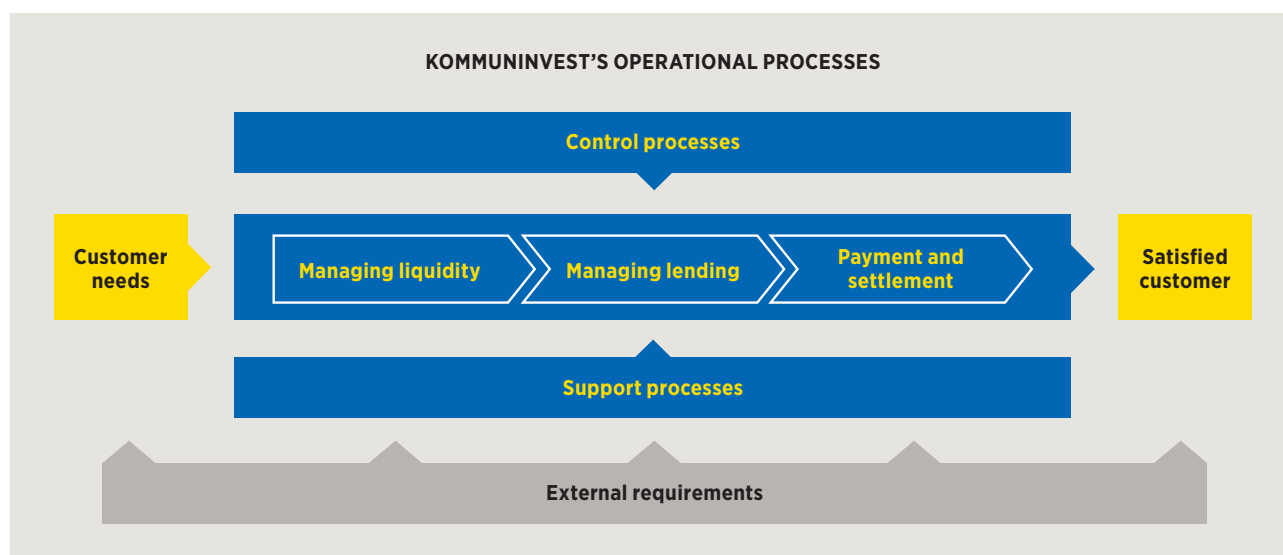 KOMMUNINVEST’S OPERATIONAL PROCESSES
Control processes
Customer
needs
Managing liquidity
Managing lending
Payment and
settlement
Satisfied
customer
Support processes
External requirements